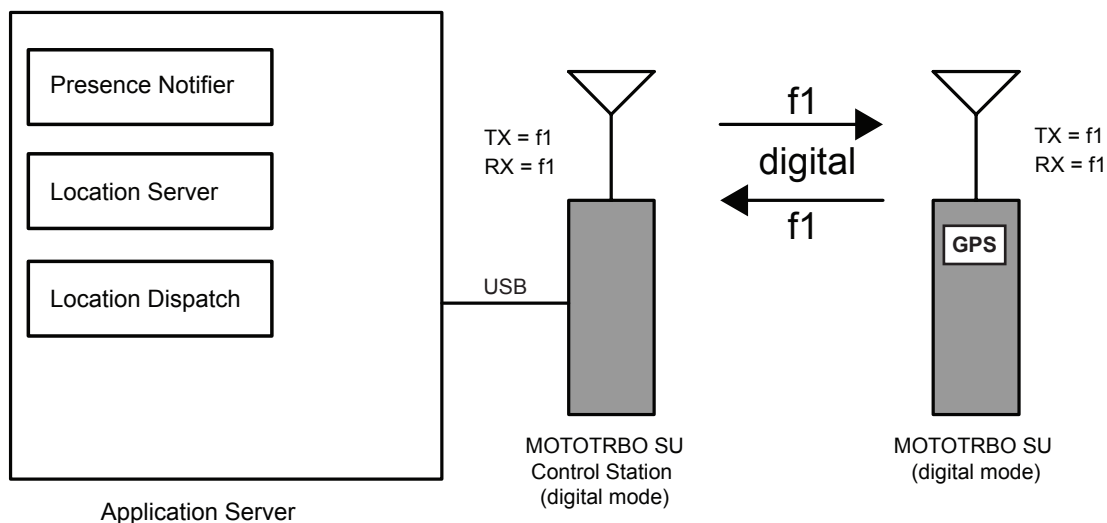 Presence Notifier
Location Server
Location Dispatch
Application Server
USB
TX = f1
RX = f1
MOTOTRBO SU
Control Station
(digital mode)
f1
digital
f1
TX = f1
RX = f1
GPS
MOTOTRBO SU
(digital mode)